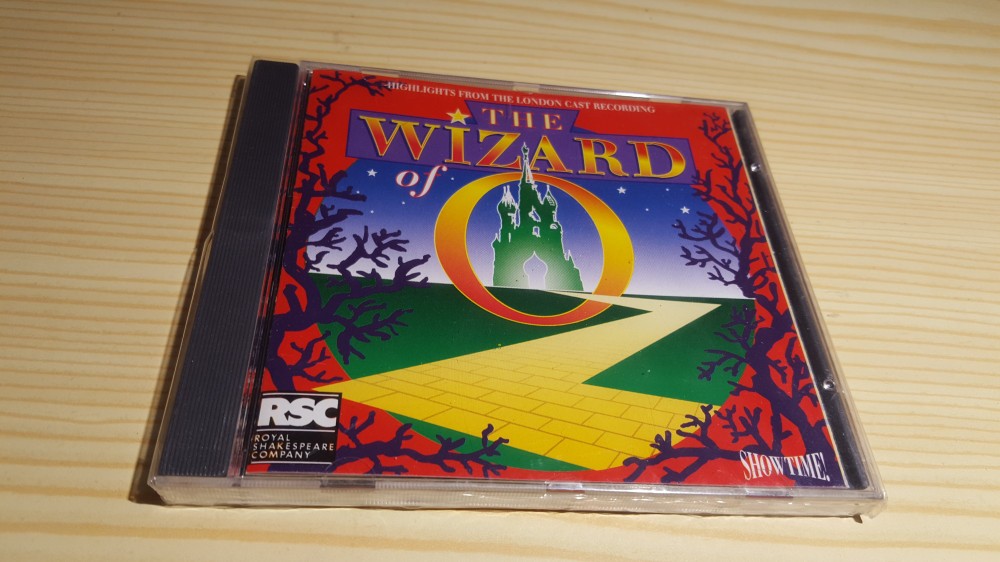 HIGHLIGHTS FROM THE LONDON CAST RECORDING
THE
WiZARD
of
O
RSC
ROYAL
SHAKESPEARE
COMPANY
SHOWTIME!